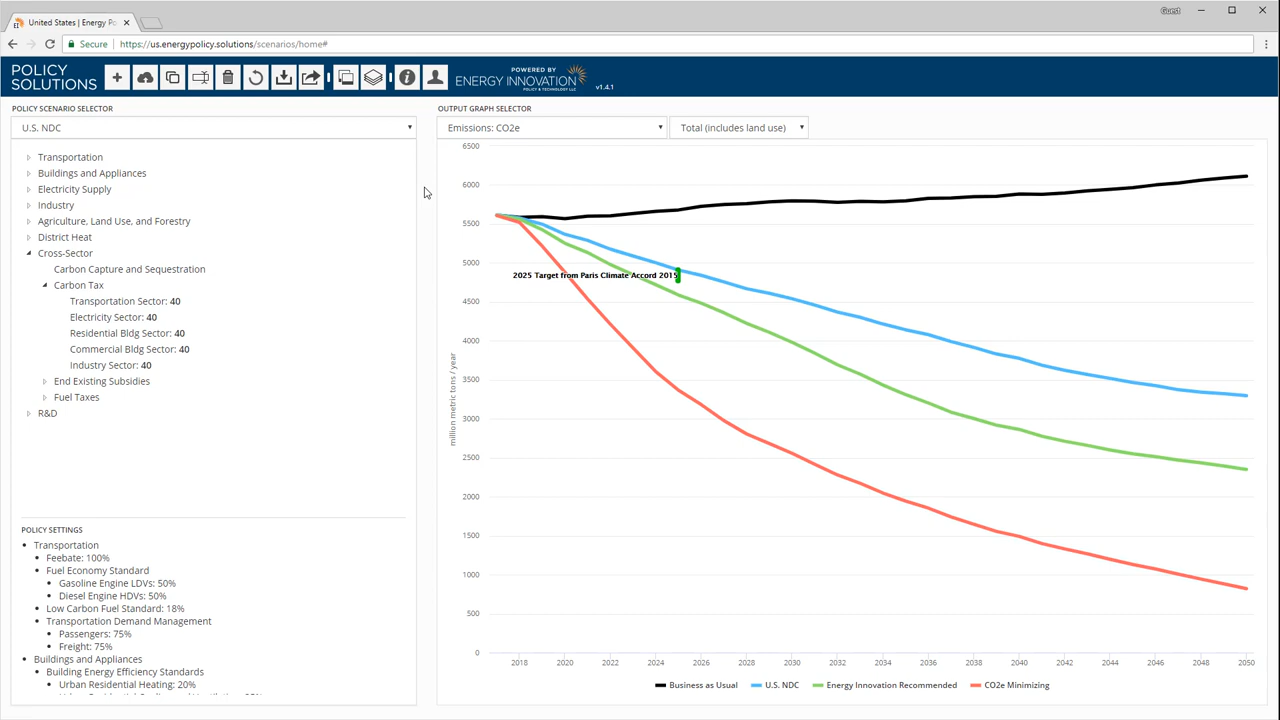 United States | Energy Po
Guest
Secure
https://us.energypolicy.solutions/scenarios/home#
POLICY
SOLUTIONS
POWERED BY
ENERGY INNOVATION
POLICY & TECHNOLOGY LLC
v1.4.1
POLICY SCENARIO SELECTOR
U.S. NDC
Transportation
Buildings and Appliances
Electricity Supply
Industry
Agriculture, Land Use, and Forestry
District Heat
Cross-Sector
Carbon Capture and Sequestration
Carbon Tax
Transportation Sector: 40
Electricity Sector: 40
Residential Bldg Sector: 40
Commercial Bldg Sector: 40
Industry Sector: 40
End Existing Subsidies
Fuel Taxes
R&D
POLICY SETTINGS
Transportation
Feebate: 100%
Fuel Economy Standard
Gasoline Engine LDVs: 50%
Diesel Engine HDVs: 50%
Low Carbon Fuel Standard: 18%
Transportation Demand Management
Passengers: 75%
Freight: 75%
Buildings and Appliances
Building Energy Efficiency Standards
Urban Residential Heating: 20%
OUTPUT GRAPH SELECTOR
Emissions: CO2e
Total (includes land use)
6500
6000
5500
5000
4500
4000
3500
3000
2500
2000
1500
1000
500
0
million metric tons / year
2025 Target from Paris Climate Accord 2015
2018 2020 2022 2024 2026 2028 2030 2032 2034 2036 2038 2040 2042 2044 2046 2048 2050
Business as Usual U.S. NDC Energy Innovation Recommended CO2e Minimizing